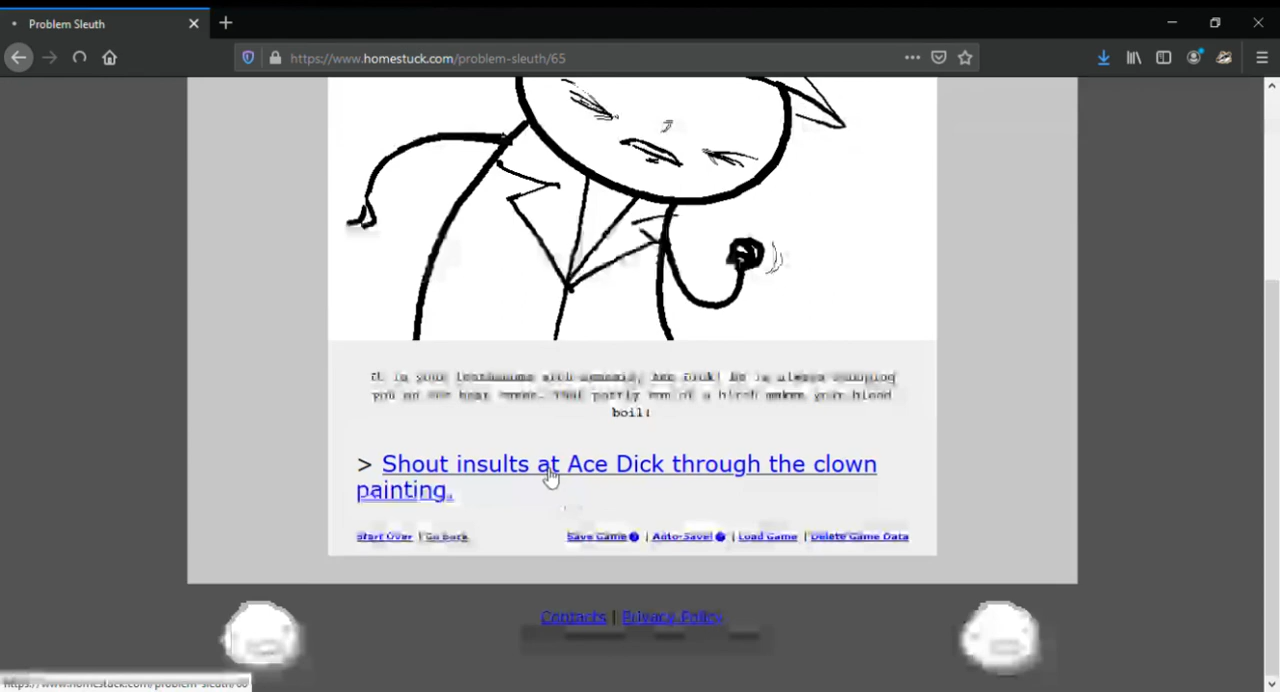 Problem Sleuth
https://www.homestuck.com/problem-sleuth/65
boil!
> Shout insults at Ace Dick through the clown
painting.
Start Over | Go Back
Save Game | Auto-Save! | Load Game | Delete Game Data
Contacts | Privacy Policy